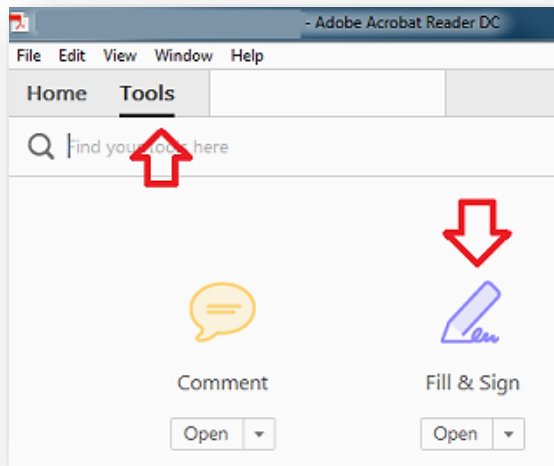 - Adobe Acrobat Reader DC
File Edit View Window Help
Home Tools
Find your tools here
Comment Fill & Sign
Open Open